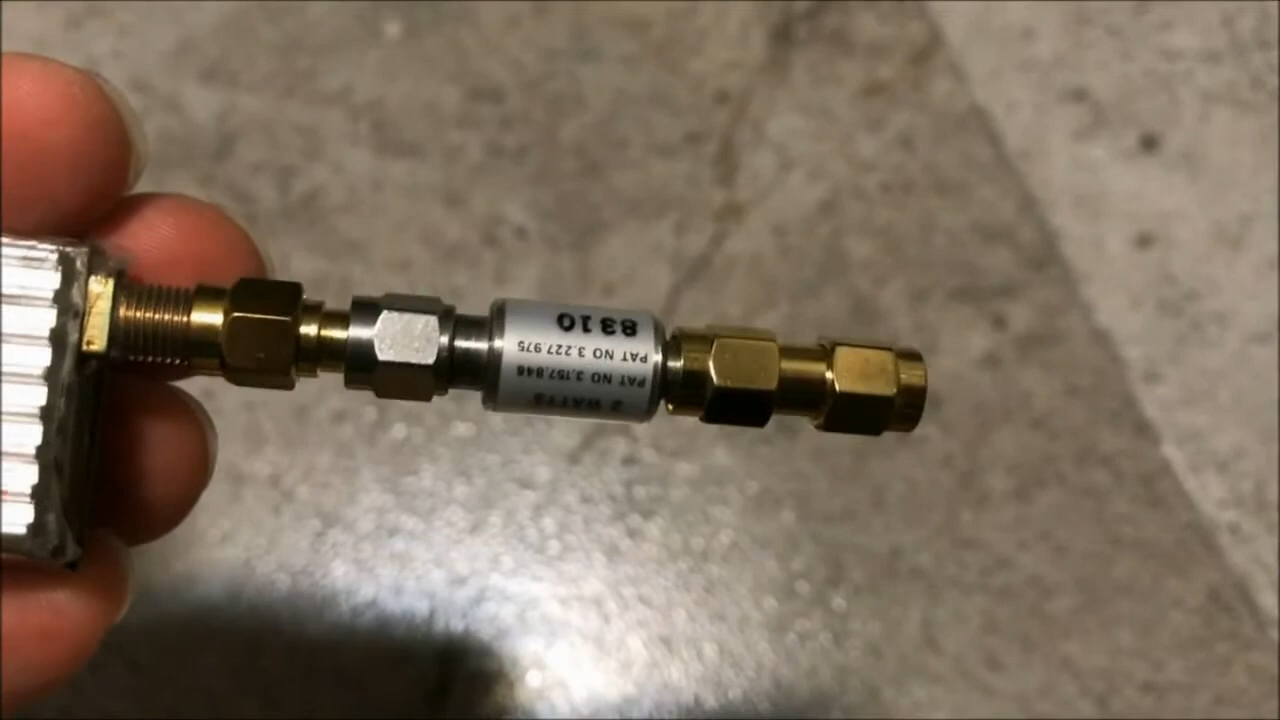 2 WATTS
PAT NO 3,157,846
PAT NO 3,227,975
8310